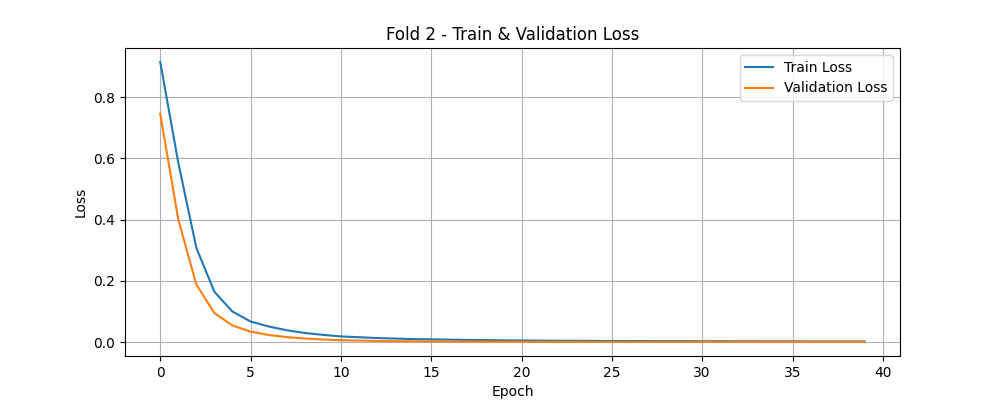 Fold 2 - Train & Validation Loss
Train Loss
Validation Loss
Loss
0.8
0.6
0.4
0.2
0.0
0 5 10 15 20 25 30 35 40
Epoch